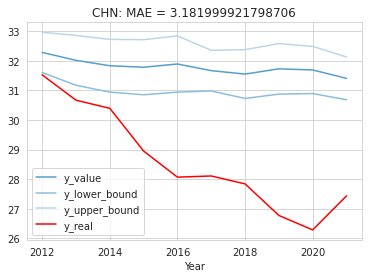 CHN: MAE = 3.181999921798706
33
32
31
30
29
28
27
26
y_value
y_lower_bound
y_upper_bound
y_real
2012 2014 2016 2018 2020
Year